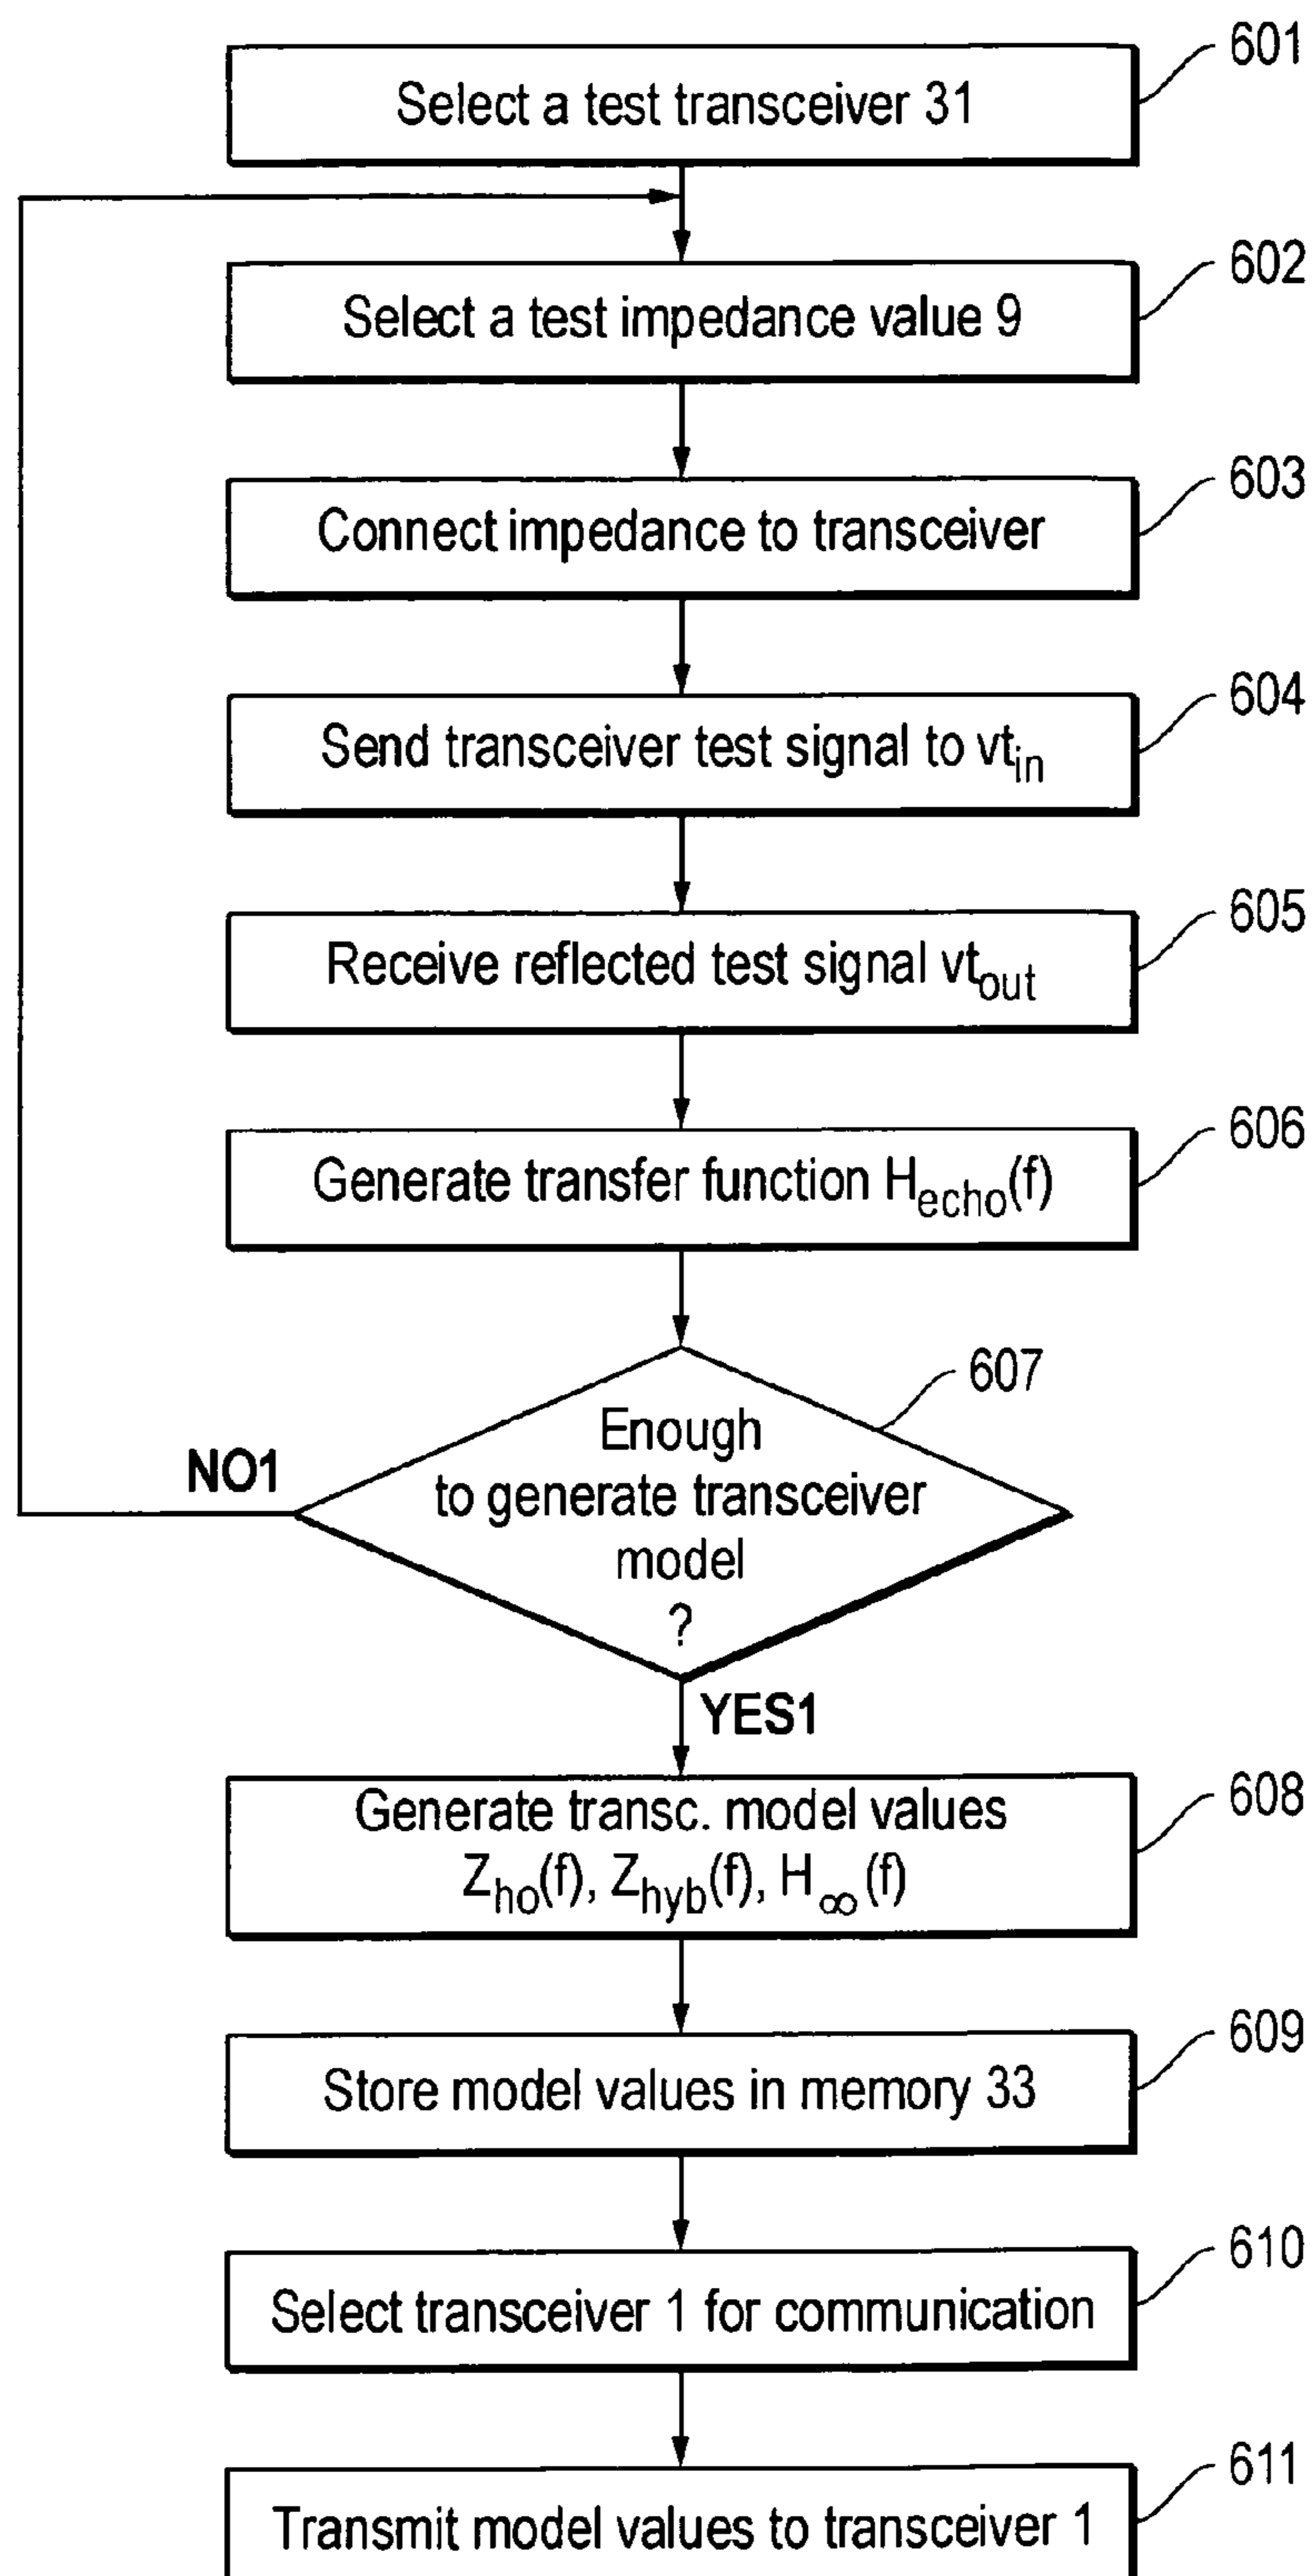 601
Select a test transceiver 31
602
Select a test impedance value 9
603
Connect impedance to transceiver
604
Send transceiver test signal to vt_in
605
Receive reflected test signal vt_out
606
Generate transfer function H_echo(f)
607
Enough
to generate transceiver
model
?
NO1
YES1
608
Generate transc. model values
Z_ho(f), Z_hyb(f), H_∞(f)
609
Store model values in memory 33
610
Select transceiver 1 for communication
611
Transmit model values to transceiver 1